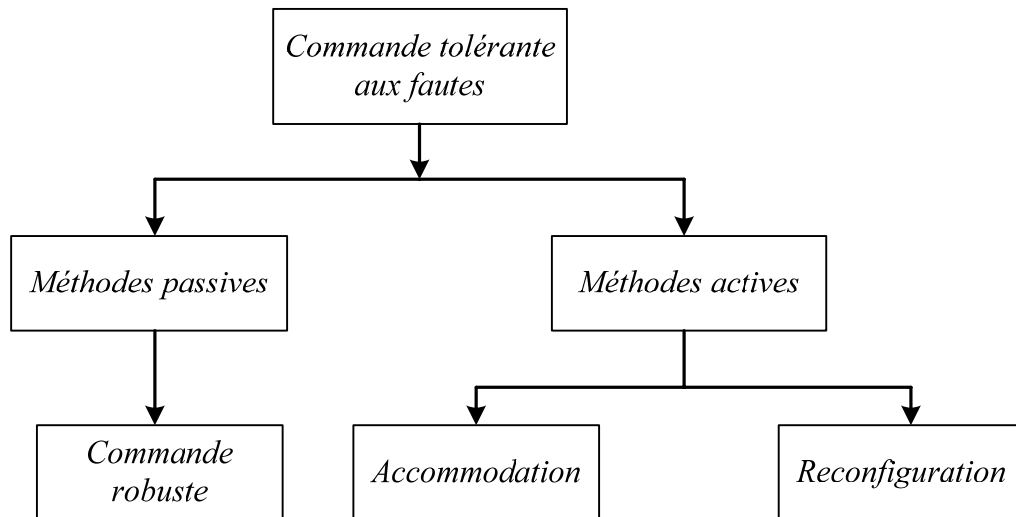 Commande tolérante
aux fautes
Méthodes passives
Méthodes actives
Commande
robuste
Accommodation
Reconfiguration